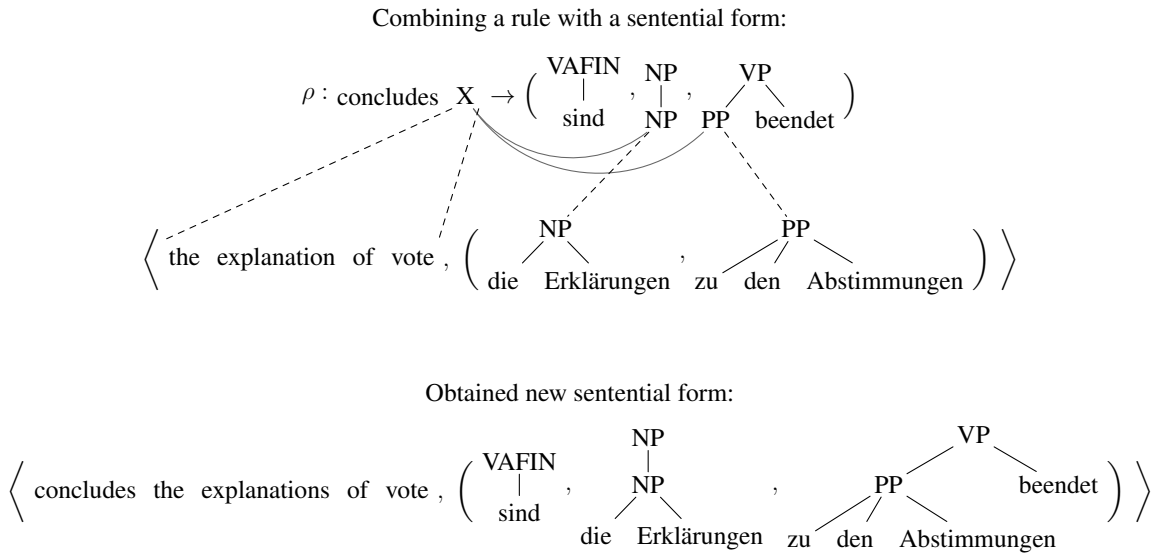 Combining a rule with a sentential form:
VAFIN NP VP
ρ : concludes X → ( , , )
sind NP PP beendet
NP PP
⟨ the explanation of vote , ( , ) ⟩
die Erklärungen zu den Abstimmungen
Obtained new sentential form:
NP VP
VAFIN
⟨ concludes the explanations of vote , ( , NP , PP beendet ) ⟩
sind
die Erklärungen zu den Abstimmungen